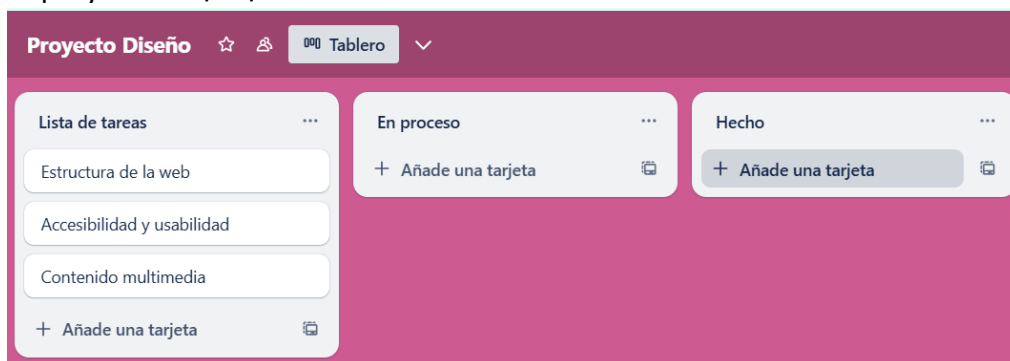 Proyecto Diseño Tablero
Lista de tareas
Estructura de la web
Accesibilidad y usabilidad
Contenido multimedia
+ Añade una tarjeta
En proceso
+ Añade una tarjeta
Hecho
+ Añade una tarjeta